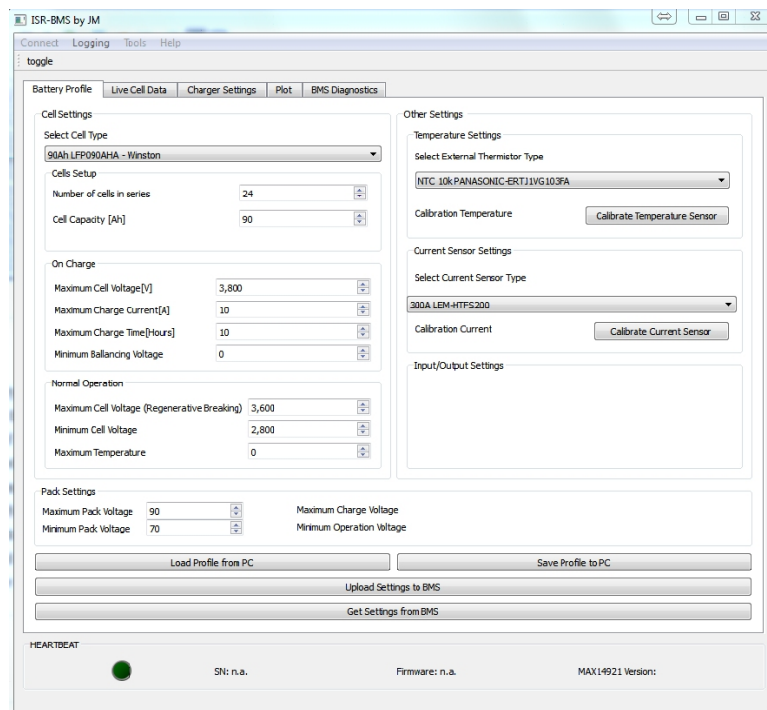 ISR-BMS by JM
Connect Logging Tools Help
toggle
Battery Profile Live Cell Data Charger Settings Plot BMS Diagnostics
Cell Settings
Select Cell Type
90Ah LFP090AHA - Winston
Cells Setup
Number of cells in series 24
Cell Capacity [Ah] 90
On Charge
Maximum Cell Voltage[V] 3,800
Maximum Charge Current[A] 10
Maximum Charge Time[Hours] 10
Minimum Ballancing Voltage 0
Normal Operation
Maximum Cell Voltage (Regenerative Breaking) 3,600
Minimum Cell Voltage 2,800
Maximum Temperature 0
Other Settings
Temperature Settings
Select External Thermistor Type
NTC 10k PANASONIC-ERTJ1VG103FA
Calibration Temperature Calibrate Temperature Sensor
Current Sensor Settings
Select Current Sensor Type
300A LEM-HTFS200
Calibration Current Calibrate Current Sensor
Input/Output Settings
Pack Settings
Maximum Pack Voltage 90 Maximum Charge Voltage
Minimum Pack Voltage 70 Minimum Operation Voltage
Load Profile from PC Save Profile to PC
Upload Settings to BMS
Get Settings from BMS
HEARTBEAT
SN: n.a. Firmware: n.a. MAX14921 Version: